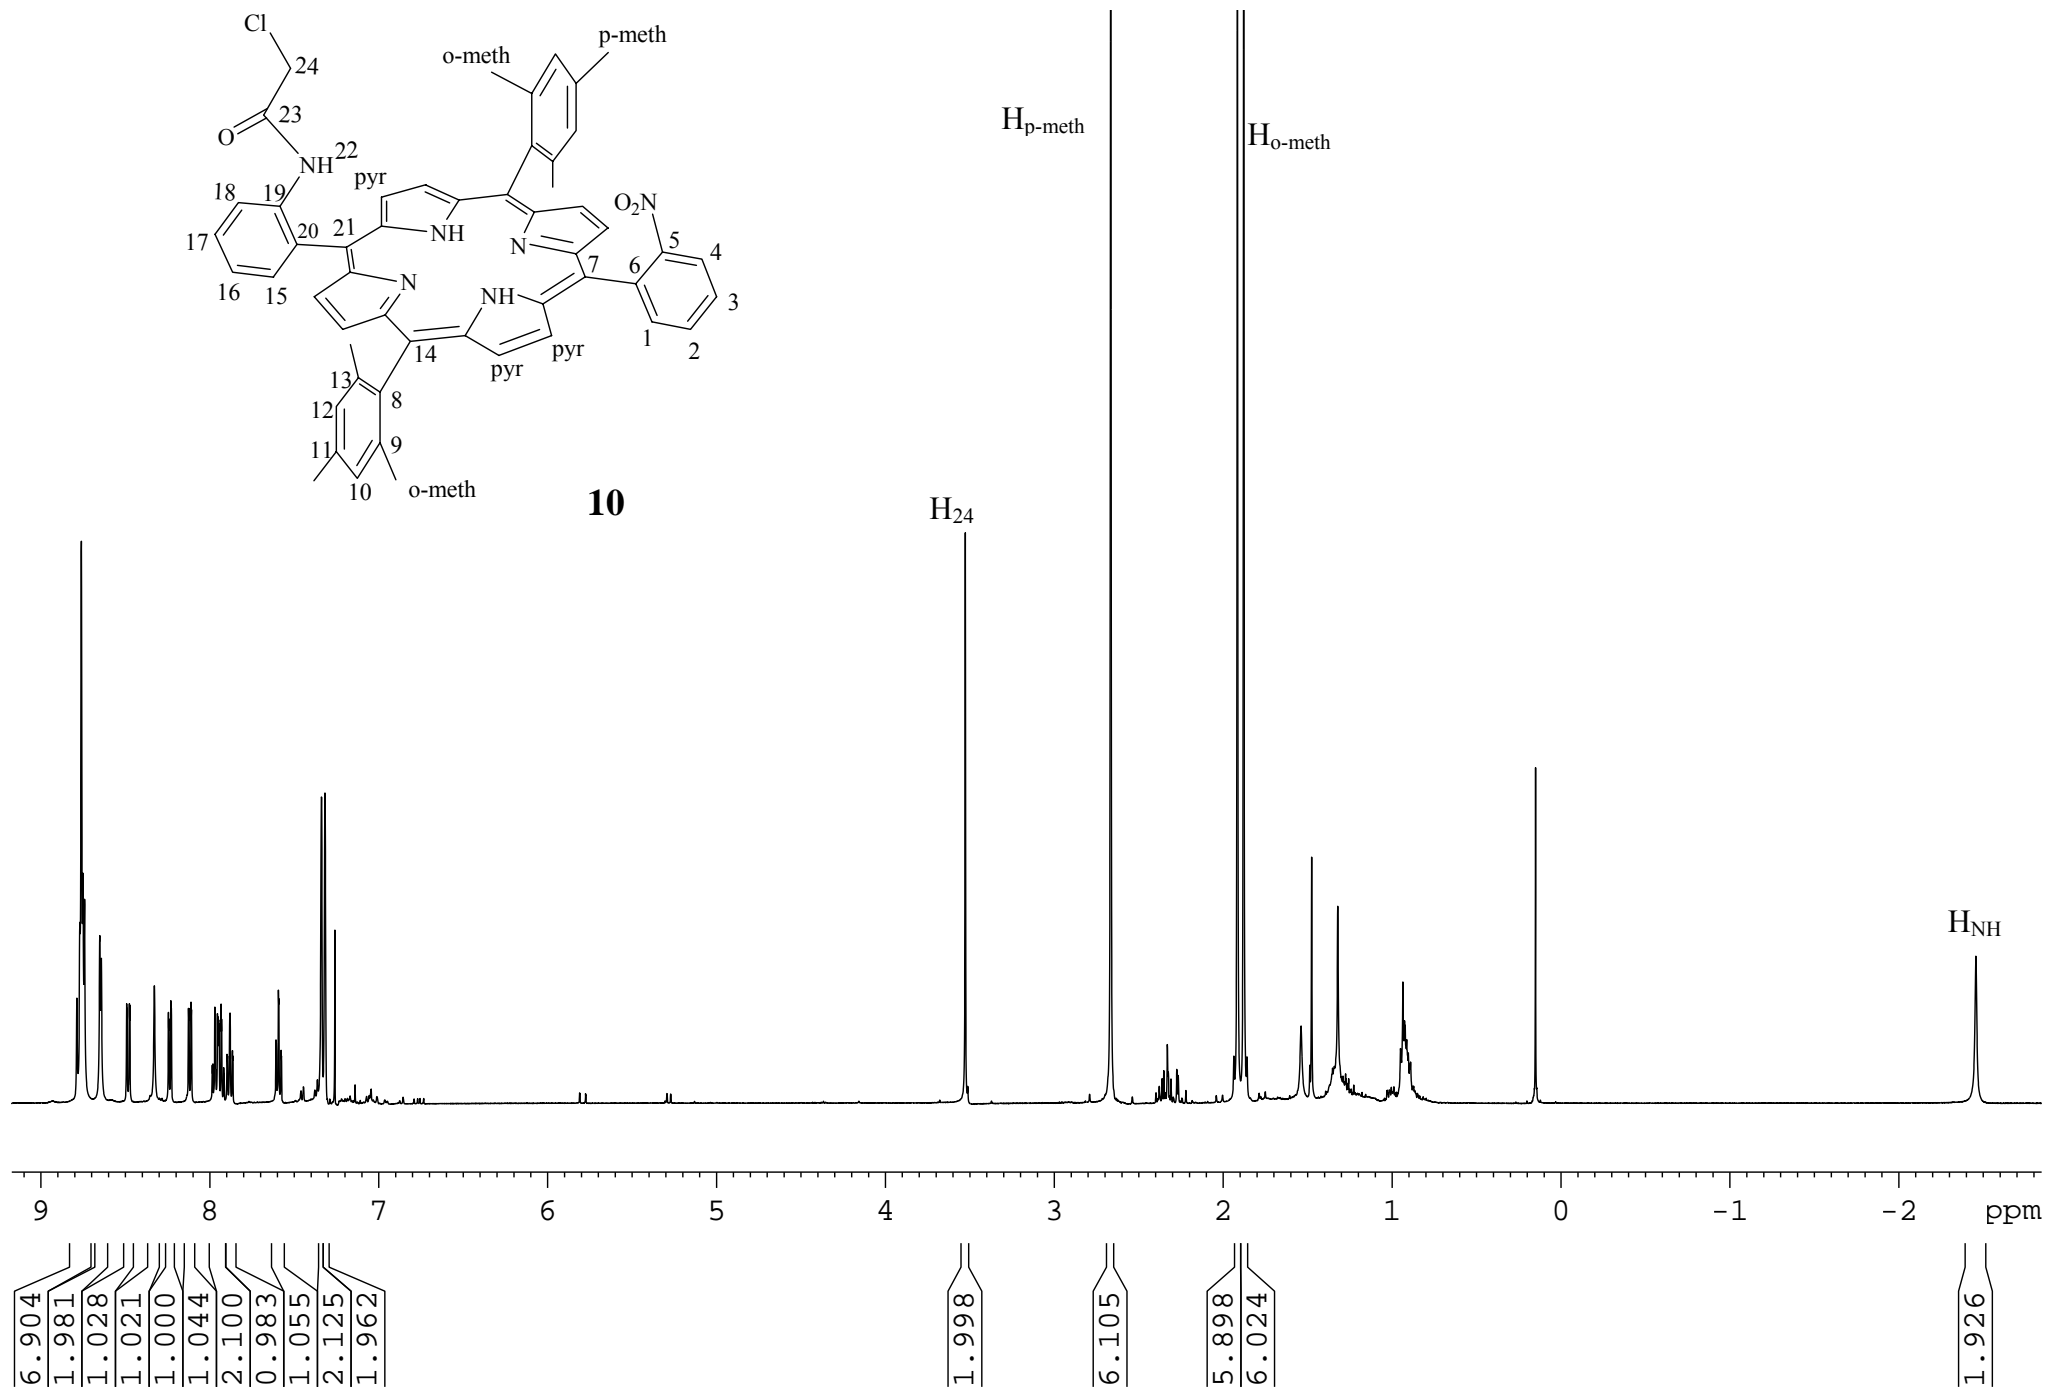 Cl
24
O
23
NH
22
18
19
17
20
21
16
15
pyr
NH
N
N
NH
o-meth
p-meth
O₂N
5
4
7
6
3
1
2
14
pyr
pyr
13
12
8
11
9
10
o-meth
10
H₂₄
Hp-meth
Ho-meth
HNH
9 8 7 6 5 4 3 2 1 0 -1 -2 ppm
6.904
1.981
1.028
1.021
1.000
1.044
2.100
0.983
1.055
2.125
1.962
1.998
6.105
5.898
6.024
1.926